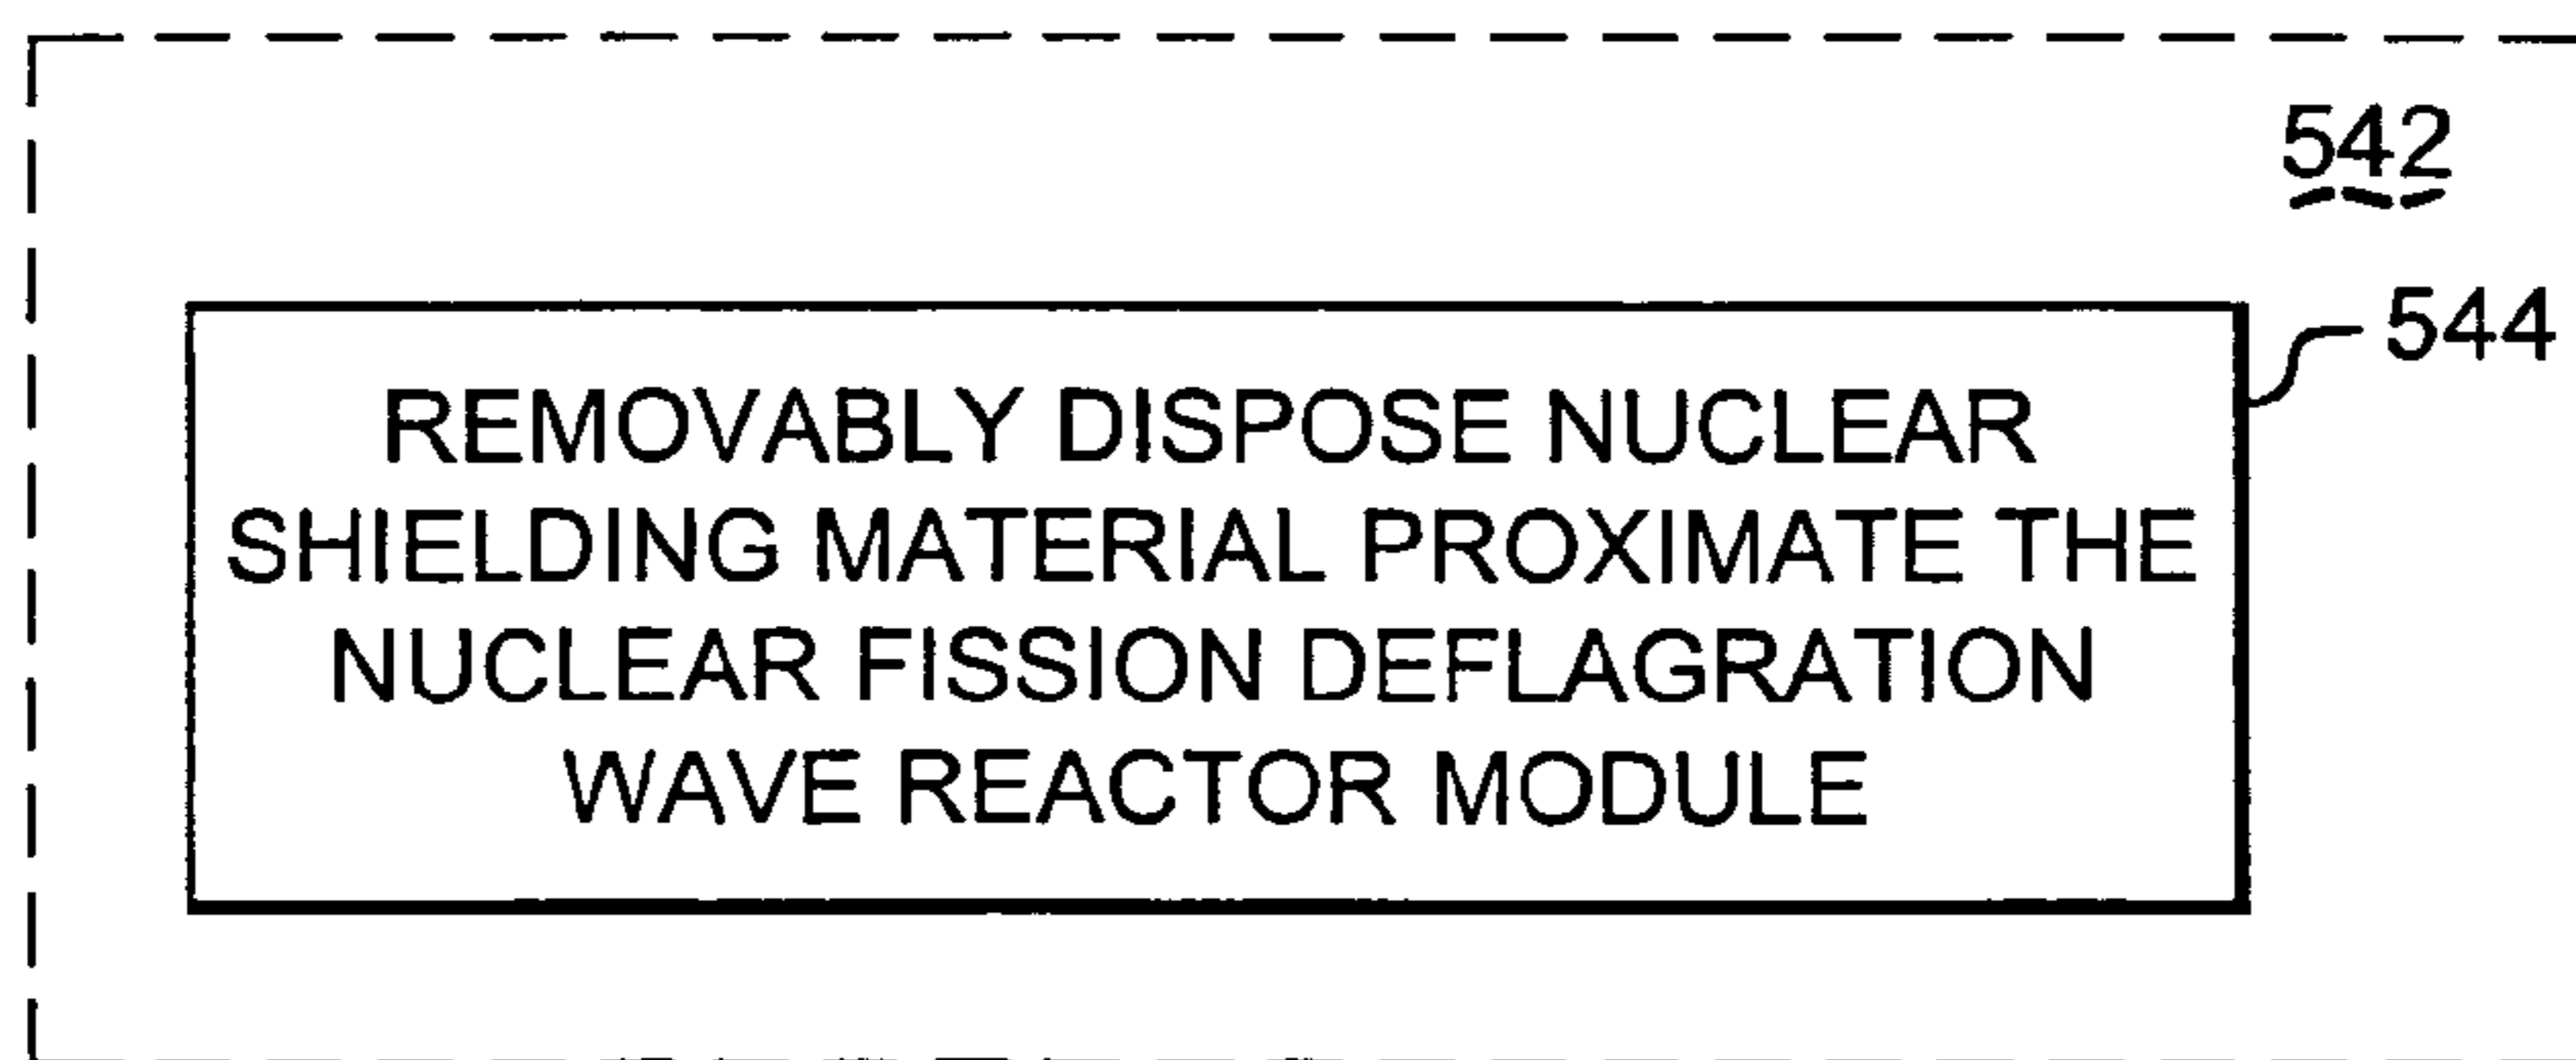 542
544
REMOVABLY DISPOSE NUCLEAR
SHIELDING MATERIAL PROXIMATE THE
NUCLEAR FISSION DEFLAGRATION
WAVE REACTOR MODULE